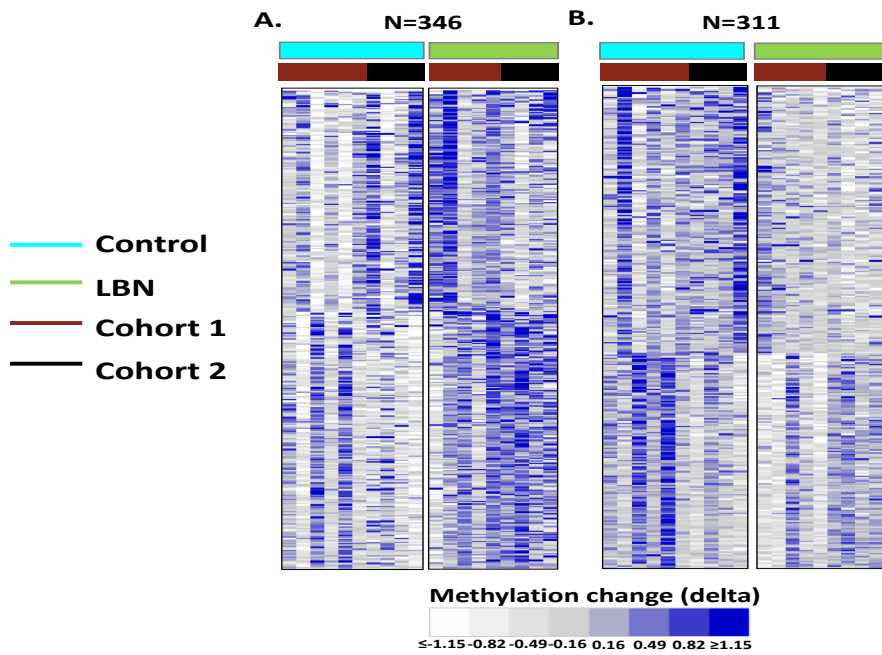 A.
N=346
B.
N=311
Control
LBN
Cohort 1
Cohort 2
Methylation change (delta)
≤-1.15 -0.82 -0.49 -0.16 0.16 0.49 0.82 ≥1.15